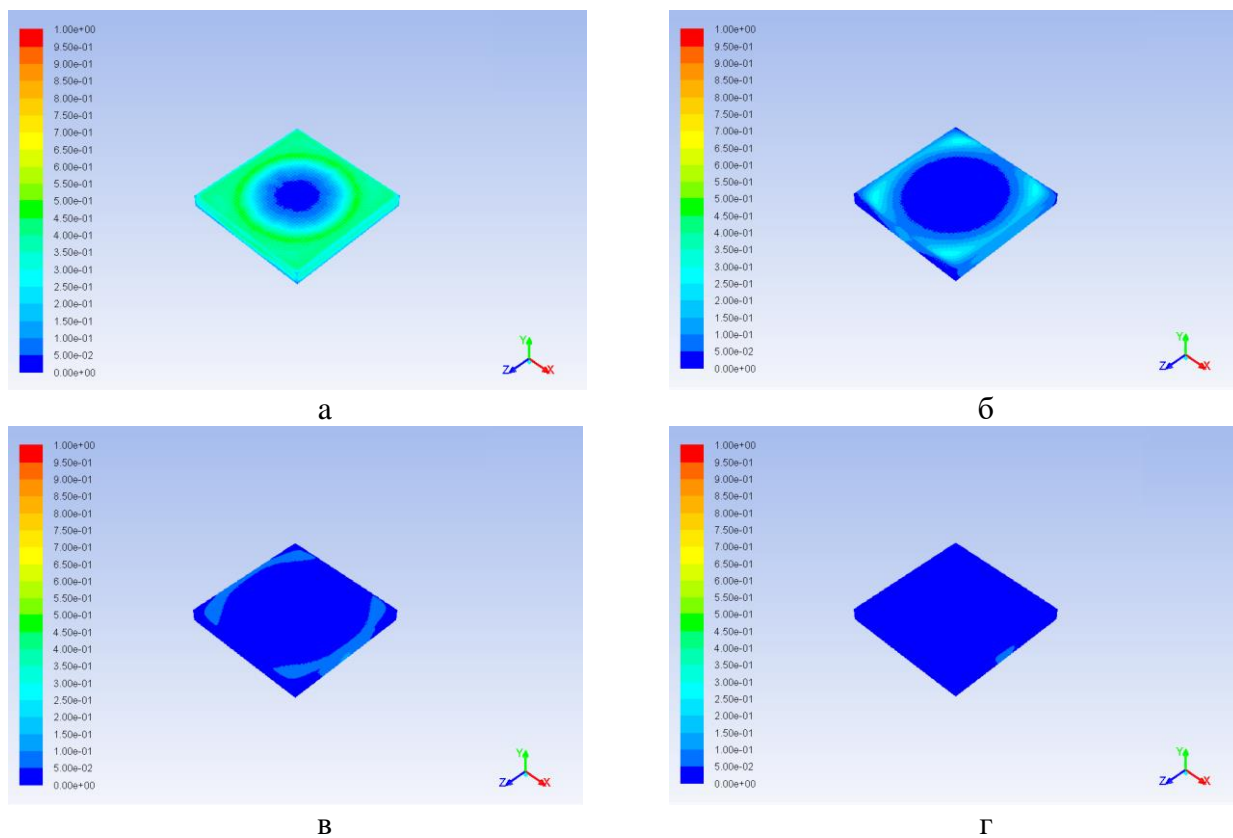 1.00e+00
9.50e-01
9.00e-01
8.50e-01
8.00e-01
7.50e-01
7.00e-01
6.50e-01
6.00e-01
5.50e-01
5.00e-01
4.50e-01
4.00e-01
3.50e-01
3.00e-01
2.50e-01
2.00e-01
1.50e-01
1.00e-01
5.00e-02
0.00e+00
Y
Z
X
а
1.00e+00
9.50e-01
9.00e-01
8.50e-01
8.00e-01
7.50e-01
7.00e-01
6.50e-01
6.00e-01
5.50e-01
5.00e-01
4.50e-01
4.00e-01
3.50e-01
3.00e-01
2.50e-01
2.00e-01
1.50e-01
1.00e-01
5.00e-02
0.00e+00
Y
Z
X
б
1.00e+00
9.50e-01
9.00e-01
8.50e-01
8.00e-01
7.50e-01
7.00e-01
6.50e-01
6.00e-01
5.50e-01
5.00e-01
4.50e-01
4.00e-01
3.50e-01
3.00e-01
2.50e-01
2.00e-01
1.50e-01
1.00e-01
5.00e-02
0.00e+00
Y
Z
X
в
1.00e+00
9.50e-01
9.00e-01
8.50e-01
8.00e-01
7.50e-01
7.00e-01
6.50e-01
6.00e-01
5.50e-01
5.00e-01
4.50e-01
4.00e-01
3.50e-01
3.00e-01
2.50e-01
2.00e-01
1.50e-01
1.00e-01
5.00e-02
0.00e+00
Y
Z
X
г